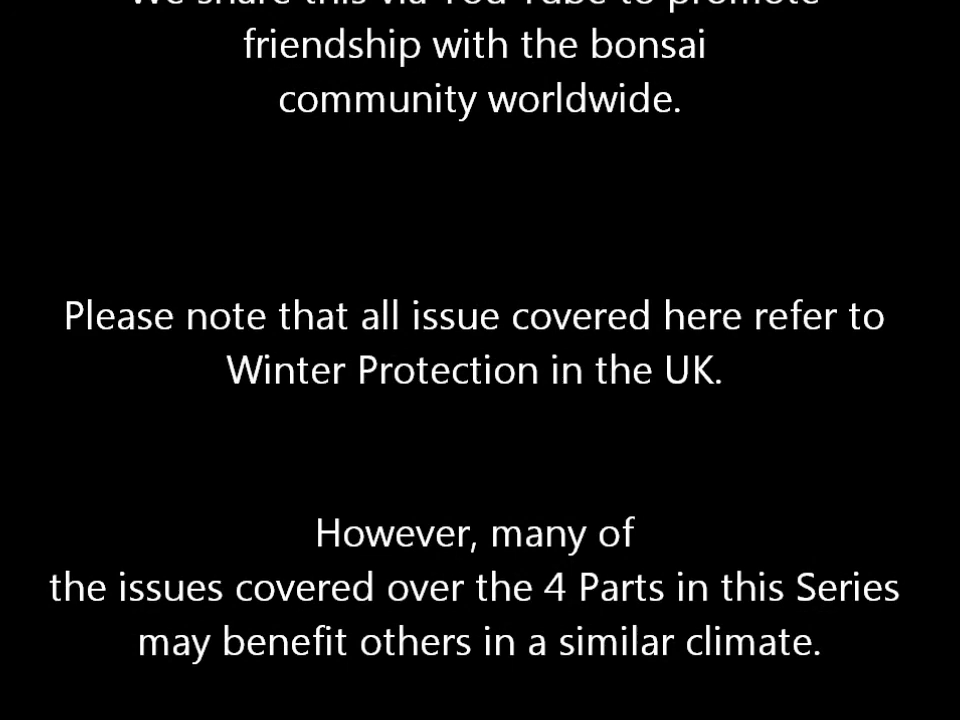 We share this via You Tube to promote
friendship with the bonsai
community worldwide.
Please note that all issue covered here refer to
Winter Protection in the UK.
However, many of
the issues covered over the 4 Parts in this Series
may benefit others in a similar climate.